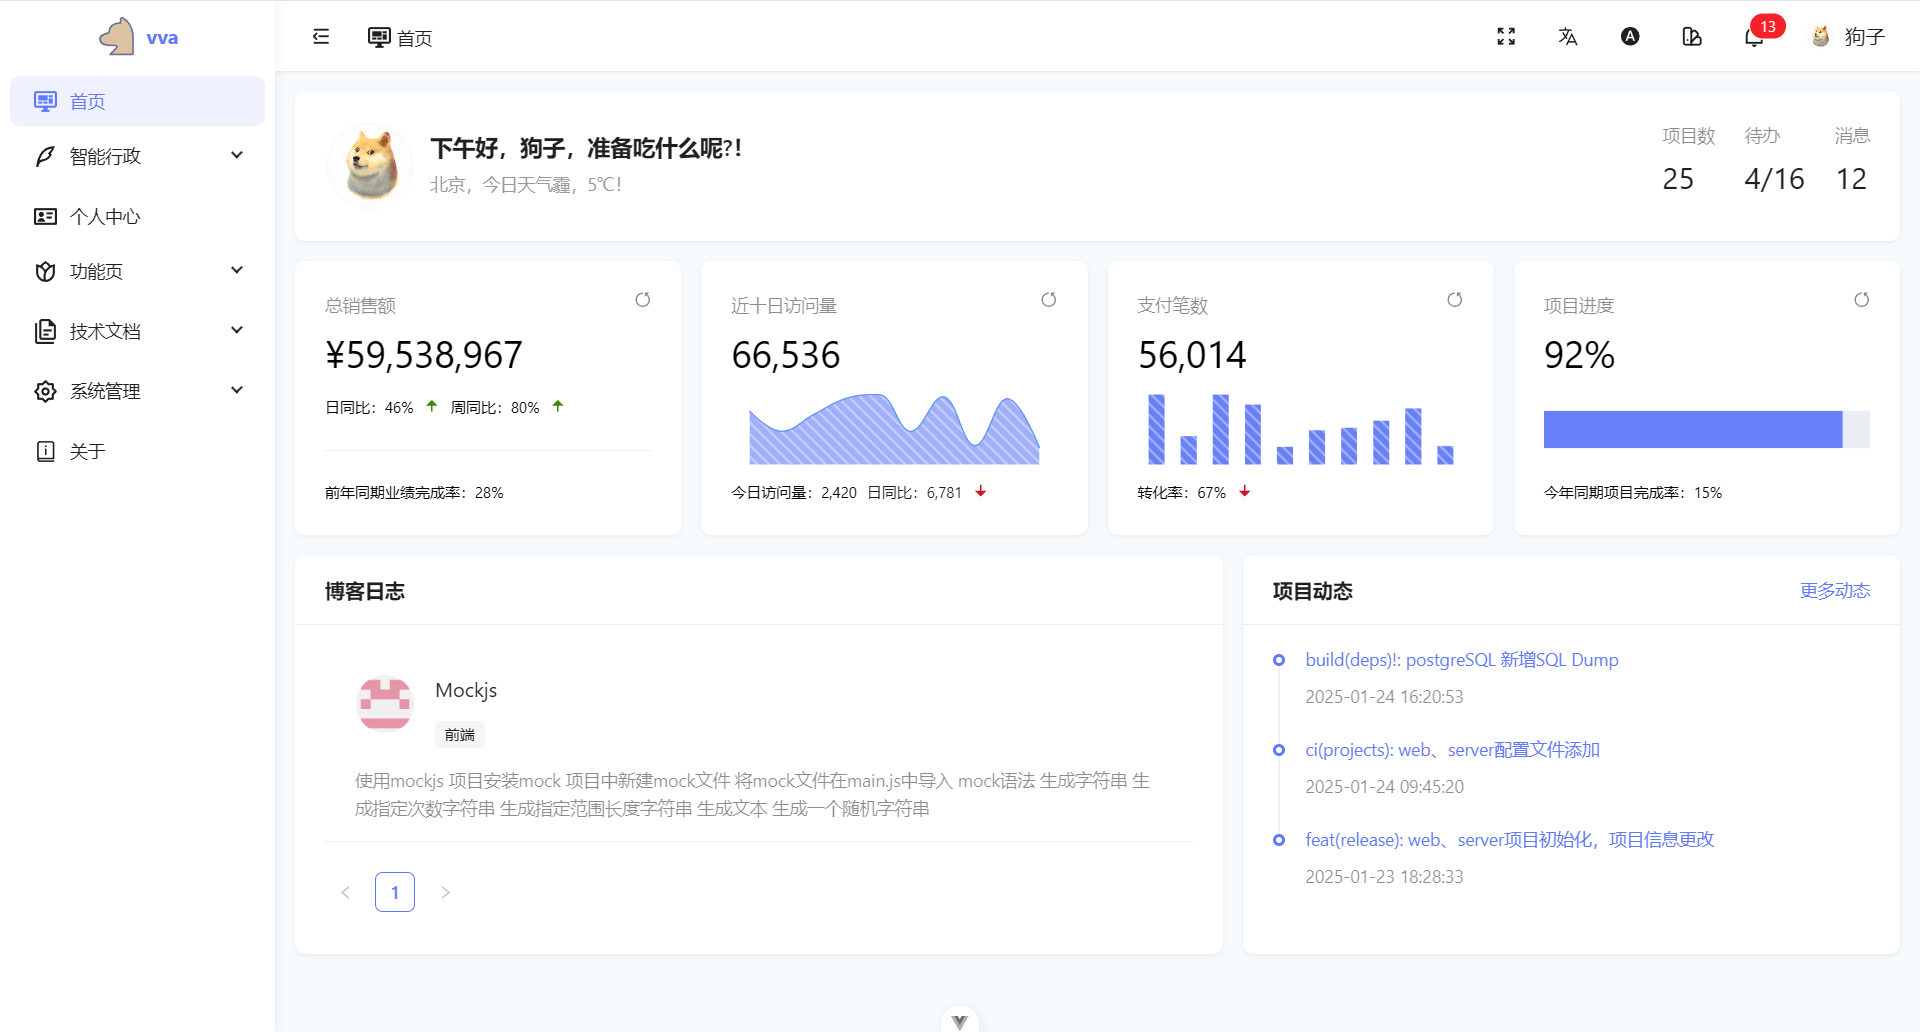 vva
首页
智能行政
个人中心
功能页
技术文档
系统管理
关于
首页
A
13
狗子
下午好，狗子，准备吃什么呢?！
北京，今日天气霾，5℃！
项目数 待办 消息
25 4/16 12
总销售额
¥59,538,967
日同比：46% 周同比：80%
前年同期业绩完成率：28%
近十日访问量
66,536
今日访问量：2,420 日同比：6,781
支付笔数
56,014
转化率：67%
项目进度
92%
今年同期项目完成率：15%
博客日志
Mockjs
前端
使用mockjs 项目安装mock 项目中新建mock文件 将mock文件在main.js中导入 mock语法 生成字符串 生
成指定次数字符串 生成指定范围长度字符串 生成文本 生成一个随机字符串
1
项目动态
更多动态
build(deps)!: postgreSQL 新增SQL Dump
2025-01-24 16:20:53
ci(projects): web、server配置文件添加
2025-01-24 09:45:20
feat(release): web、server项目初始化，项目信息更改
2025-01-23 18:28:33